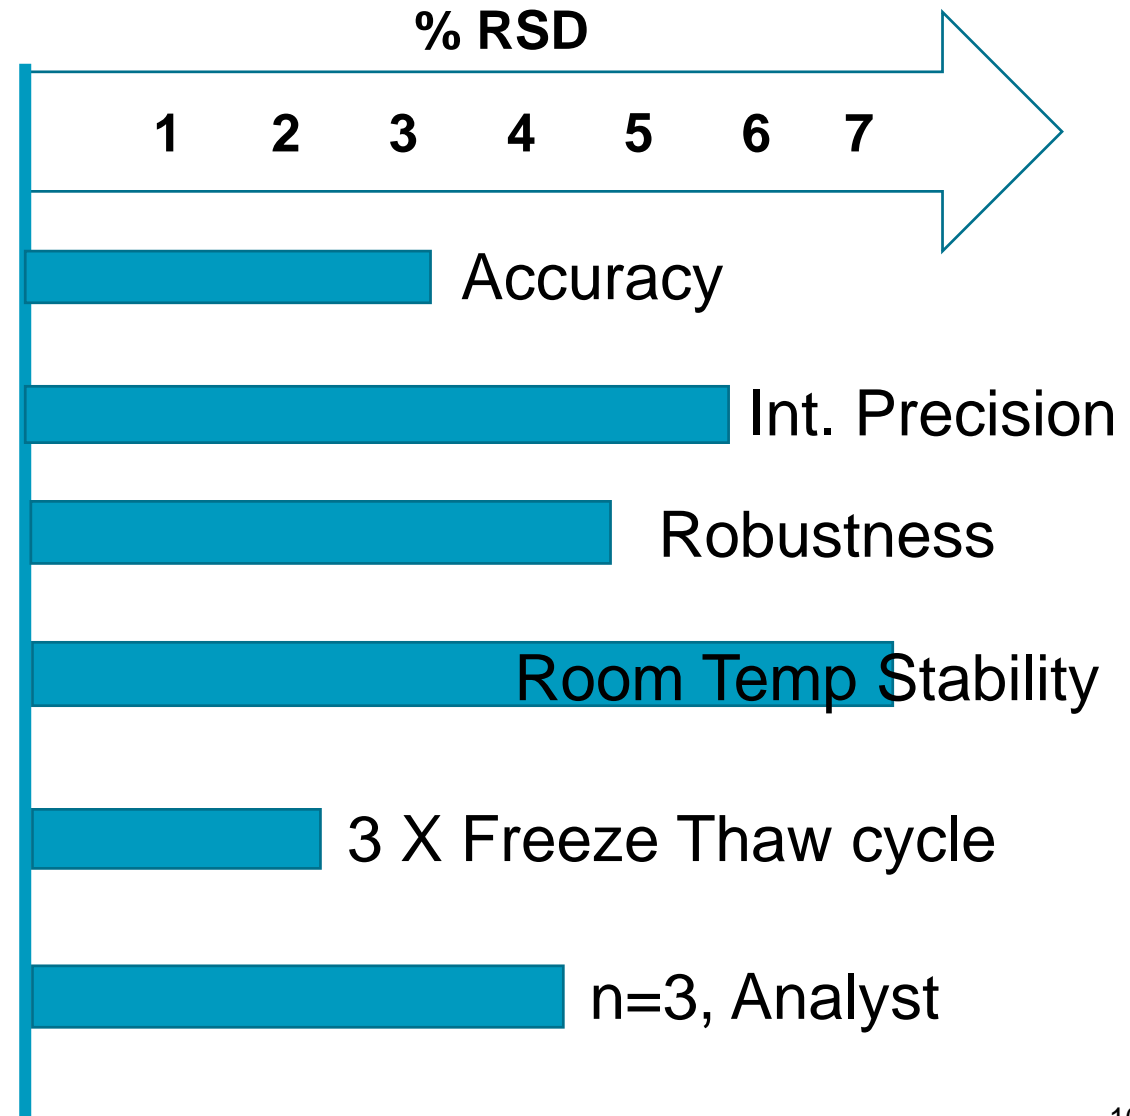 % RSD
1 2 3 4 5 6 7
Accuracy
Int. Precision
Robustness
Room Temp Stability
3 X Freeze Thaw cycle
n=3, Analyst